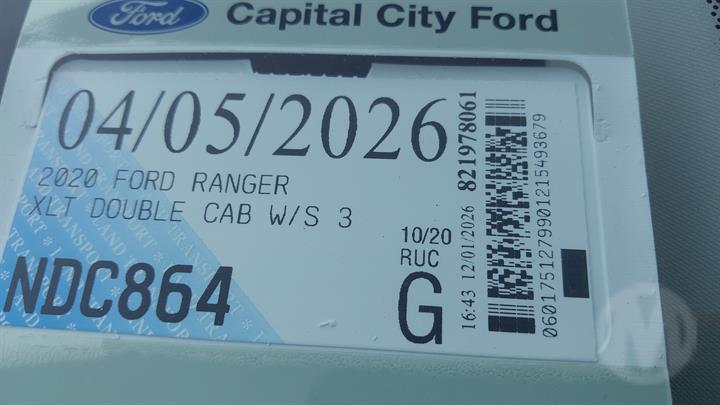 Ford Capital City Ford
04/05/2026
2020 FORD RANGER
XLT DOUBLE CAB W/S 3
10/20
RUC
NDC864
G
16:43 12/01/2026 821978061
0601751279901215493679